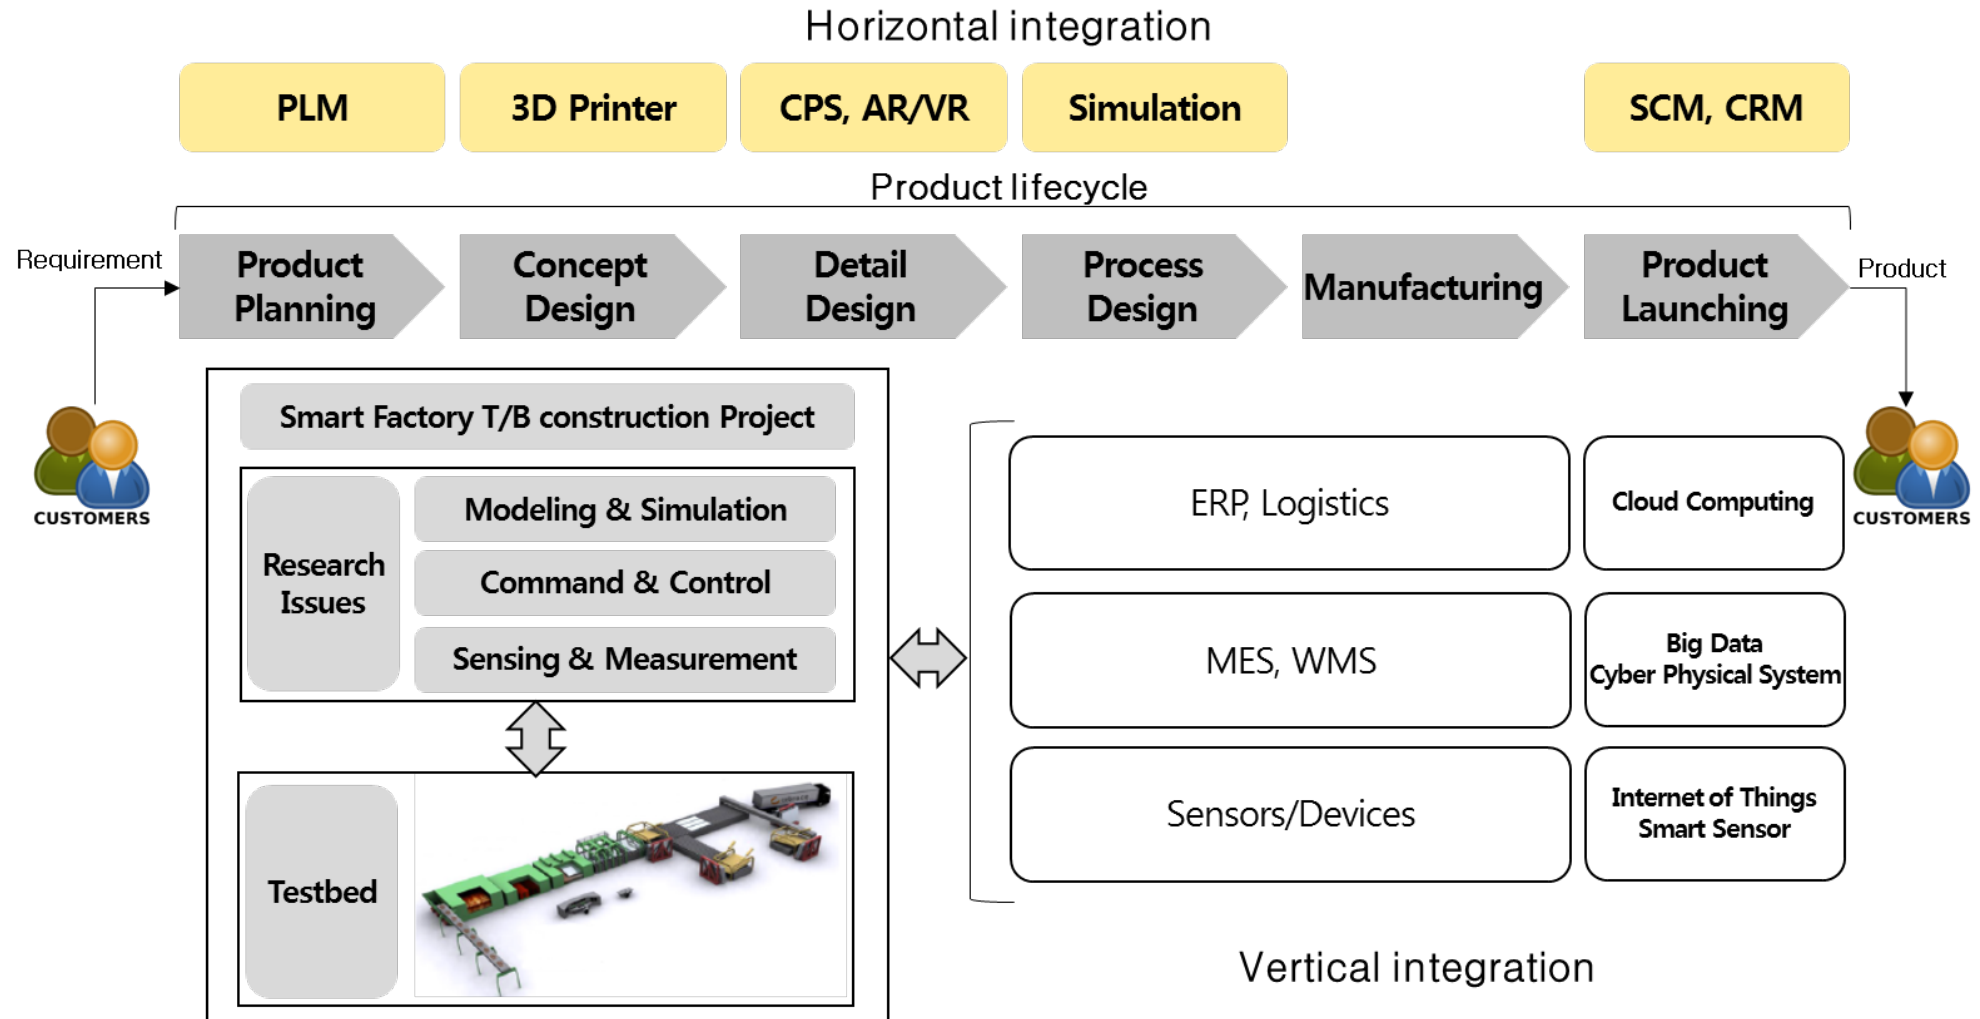 Horizontal integration
PLM
3D Printer
CPS, AR/VR
Simulation
SCM, CRM
Product lifecycle
Requirement
Product
Planning
Concept
Design
Detail
Design
Process
Design
Manufacturing
Product
Launching
Product
CUSTOMERS
Smart Factory T/B construction Project
Research
Issues
Modeling & Simulation
Command & Control
Sensing & Measurement
Testbed
ERP, Logistics
Cloud Computing
MES, WMS
Big Data
Cyber Physical System
Sensors/Devices
Internet of Things
Smart Sensor
CUSTOMERS
Vertical integration